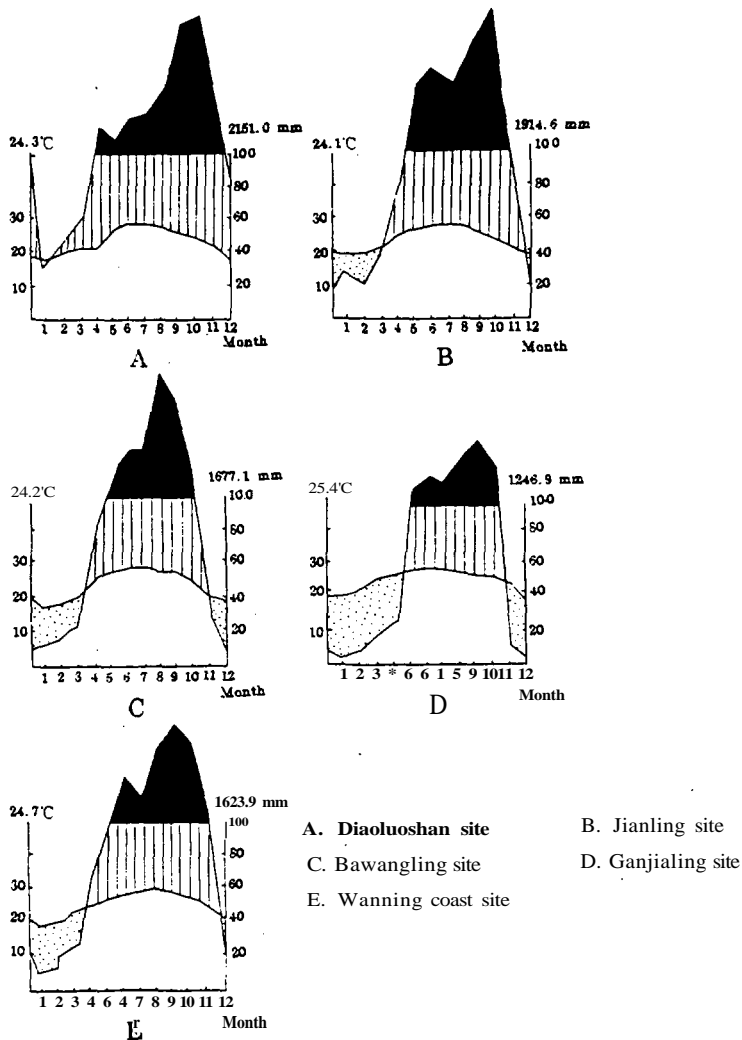 24.3℃ 2151.0 mm
100
80
30 60
20 40
10 20
1 2 3 4 5 6 7 8 9 10 11 12
Month
A
24.1℃ 1914.6 mm
100
80
30 60
20 40
10 20
1 2 3 4 5 6 7 8 9 10 11 12
Month
B
24.2℃ 1677.1 mm
100
80
30 60
20 40
10 20
1 2 3 4 5 6 7 8 9 10 11 12
Month
C
25.4℃ 1246.9 mm
100
80
30 60
20 40
10 20
1 2 3 * 6 6 1 5 9 10 11 12
Month
D
24.7℃ 1623.9 mm
100
80
30 60
20 40
10 20
1 2 3 4 6 4 7 8 9 10 11 12
Month
A. Diaoluoshan site
B. Jianling site
C. Bawangling site
D. Ganjialing site
E. Wanning coast site